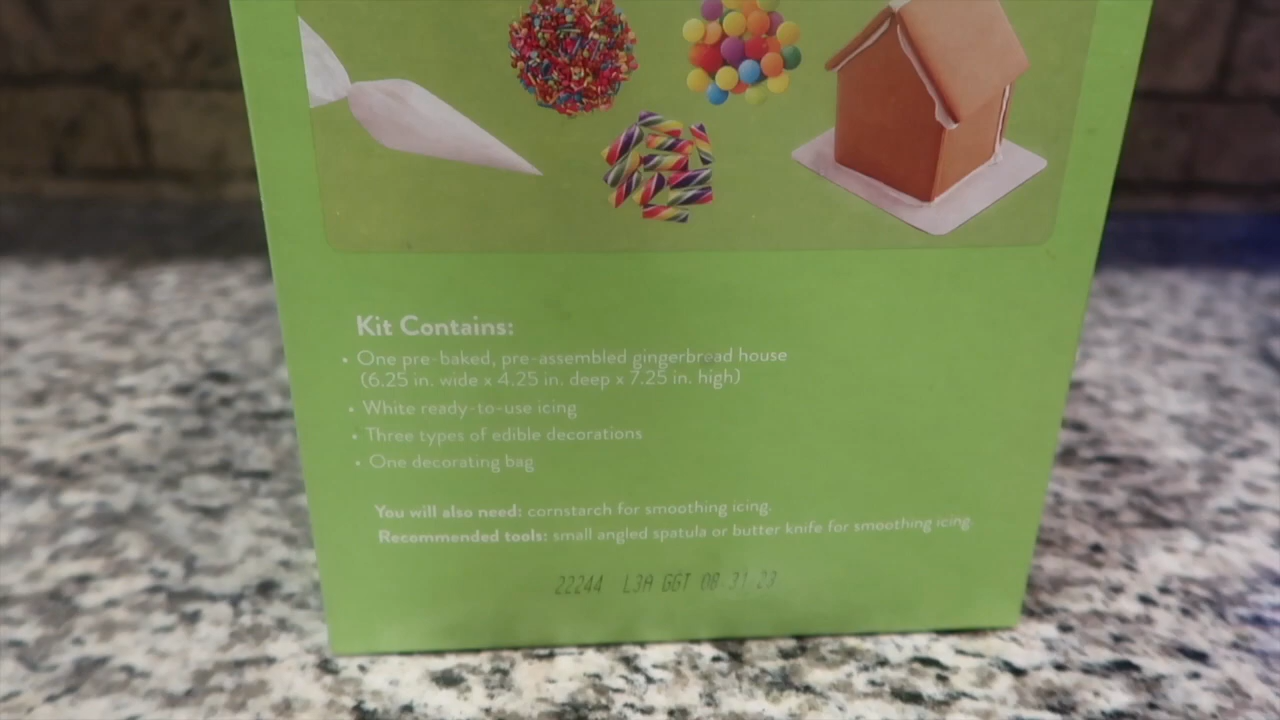 Kit Contains:
• One pre-baked, pre-assembled gingerbread house
(6.25 in. wide x 4.25 in. deep x 7.25 in. high)
• White ready-to-use icing
• Three types of edible decorations
• One decorating bag
You will also need: cornstarch for smoothing icing.
Recommended tools: small angled spatula or butter knife for smoothing icing.
22244 L3A GGT 08 31 23